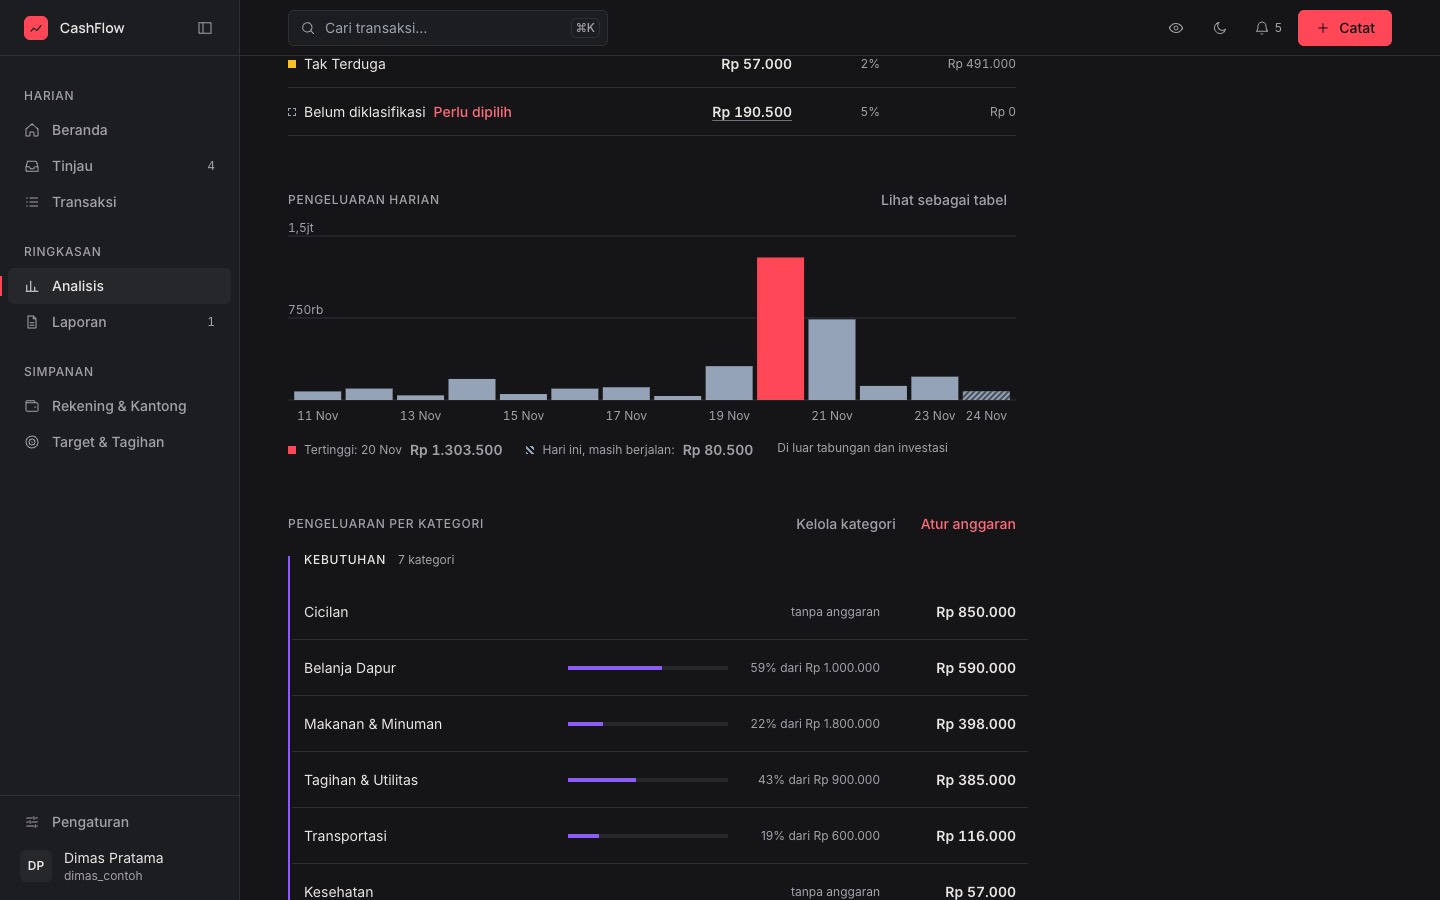 CashFlow
Cari transaksi...
⌘K
5
Catat
HARIAN
Beranda
Tinjau 4
Transaksi
RINGKASAN
Analisis
Laporan 1
SIMPANAN
Rekening & Kantong
Target & Tagihan
Pengaturan
DP
Dimas Pratama
dimas_contoh
Tak Terduga Rp 57.000 2% Rp 491.000
Belum diklasifikasi Perlu dipilih Rp 190.500 5% Rp 0
PENGELUARAN HARIAN Lihat sebagai tabel
1,5jt
750rb
11 Nov 13 Nov 15 Nov 17 Nov 19 Nov 21 Nov 23 Nov 24 Nov
Tertinggi: 20 Nov Rp 1.303.500 Hari ini, masih berjalan: Rp 80.500 Di luar tabungan dan investasi
PENGELUARAN PER KATEGORI Kelola kategori Atur anggaran
KEBUTUHAN 7 kategori
Cicilan tanpa anggaran Rp 850.000
Belanja Dapur 59% dari Rp 1.000.000 Rp 590.000
Makanan & Minuman 22% dari Rp 1.800.000 Rp 398.000
Tagihan & Utilitas 43% dari Rp 900.000 Rp 385.000
Transportasi 19% dari Rp 600.000 Rp 116.000
Kesehatan tanpa anggaran Rp 57.000